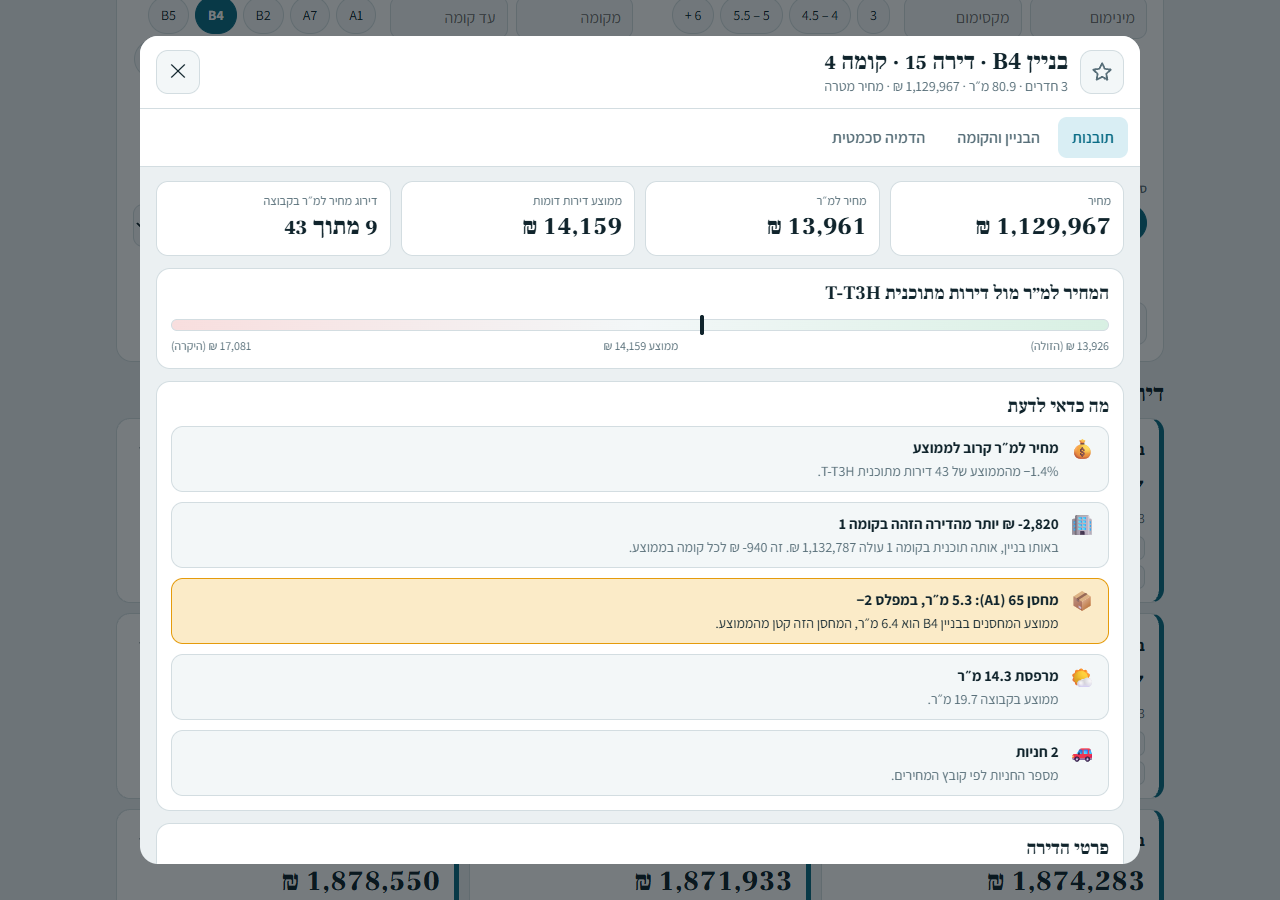 מינימום
מקסימום
3
4 – 4.5
5 – 5.5
6 +
מקומה
עד קומה
A1
A7
B2
B4
B5
בניין B4 · דירה 15 · קומה 4
3 חדרים · 80.9 מ״ר · 1,129,967 ₪ · מחיר מטרה
תובנות
הבניין והקומה
הדמיה סכמטית
מחיר
1,129,967 ₪
מחיר למ״ר
13,961 ₪
ממוצע דירות דומות
14,159 ₪
דירוג מחיר למ״ר בקבוצה
9 מתוך 43
המחיר למ״ר מול דירות מתוכנית T-T3H
13,926 ₪ (הזולה)
ממוצע 14,159 ₪
17,081 ₪ (היקרה)
מה כדאי לדעת
מחיר למ״ר קרוב לממוצע
−1.4% מהממוצע של 43 דירות מתוכנית T-T3H.
-2,820 ₪ יותר מהדירה הזהה בקומה 1
באותו בניין, אותה תוכנית בקומה 1 עולה 1,132,787 ₪. זה -940 ₪ לכל קומה בממוצע.
מחסן 65 (A1): 5.3 מ״ר, במפלס −2
ממוצע המחסנים בבניין B4 הוא 6.4 מ״ר, המחסן הזה קטן מהממוצע.
מרפסת 14.3 מ״ר
ממוצע בקבוצה 19.7 מ״ר.
2 חניות
מספר החניות לפי קובץ המחירים.
פרטי הדירה
1,874,283 ₪
1,871,933 ₪
1,878,550 ₪